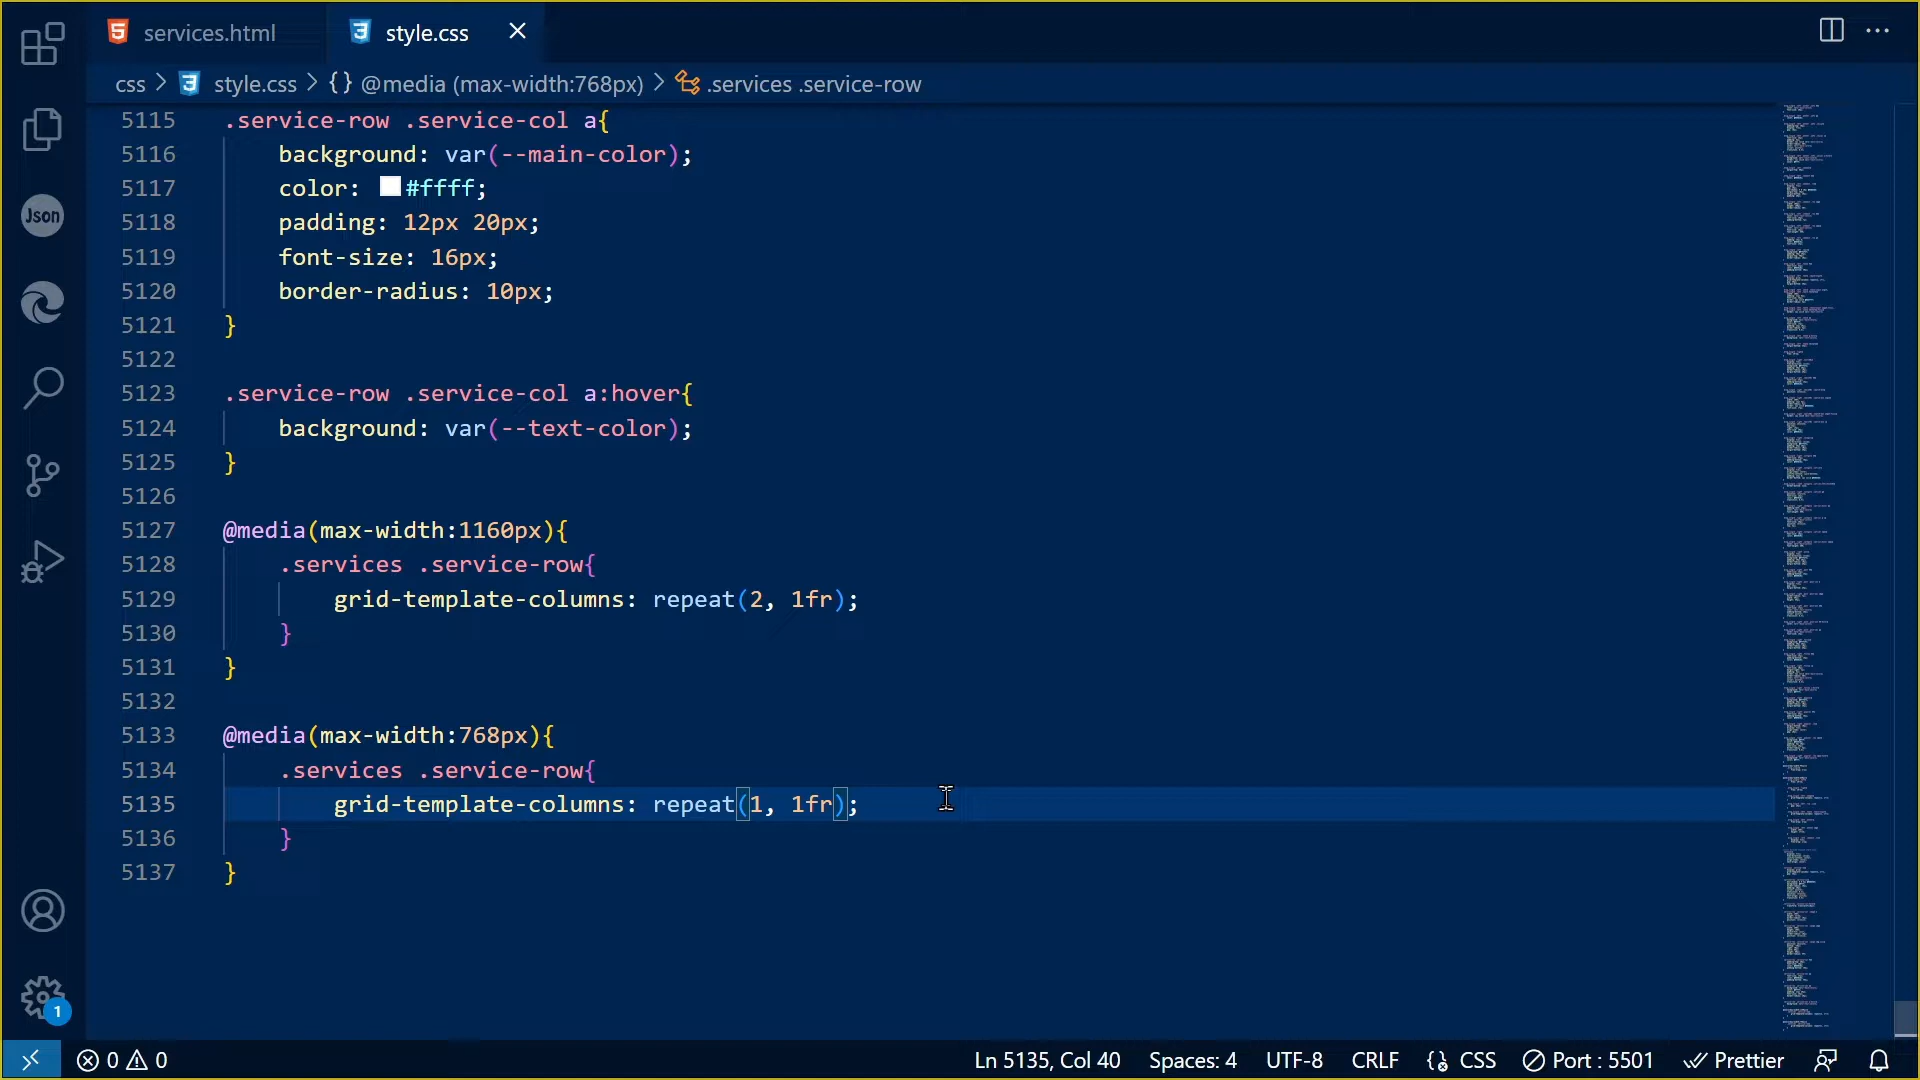 services.html
style.css
css > style.css > {} @media (max-width:768px) > .services .service-row
5115 .service-row .service-col a{
5116 background: var(--main-color);
5117 color: #ffff;
5118 padding: 12px 20px;
5119 font-size: 16px;
5120 border-radius: 10px;
5121 }
5122
5123 .service-row .service-col a:hover{
5124 background: var(--text-color);
5125 }
5126
5127 @media(max-width:1160px){
5128 .services .service-row{
5129 grid-template-columns: repeat(2, 1fr);
5130 }
5131 }
5132
5133 @media(max-width:768px){
5134 .services .service-row{
5135 grid-template-columns: repeat(1, 1fr);
5136 }
5137 }
Json
1
0 0
Ln 5135, Col 40
Spaces: 4
UTF-8
CRLF
{} CSS
Port : 5501
Prettier